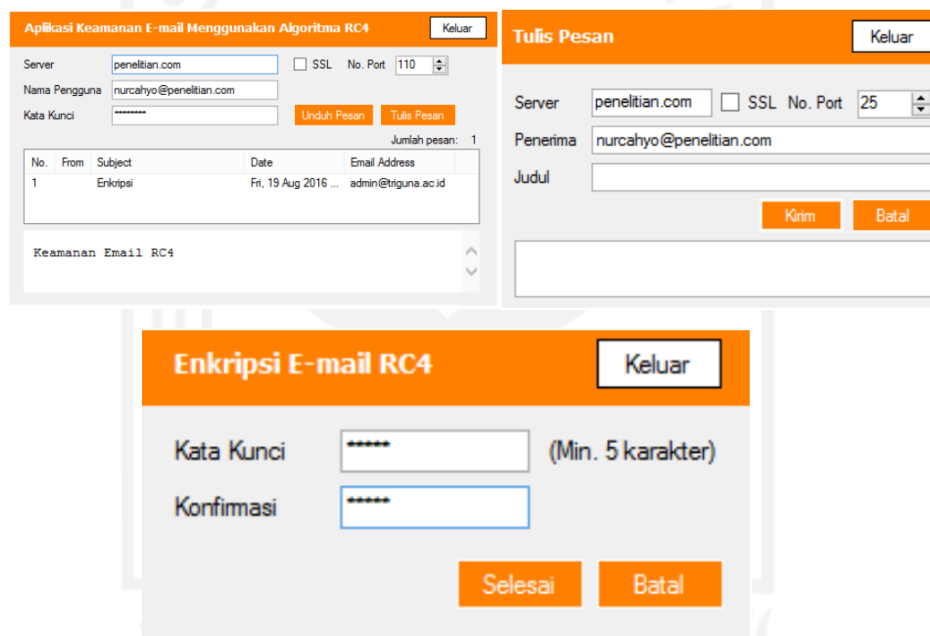 Aplikasi Keamanan E-mail Menggunakan Algoritma RC4 Keluar
Server penelitian.com SSL No. Port 110
Nama Pengguna nurcahyo@penelitian.com
Kata Kunci ******** Unduh Pesan Tulis Pesan
Jumlah pesan: 1
No. From Subject Date Email Address
1 Enkripsi Fri, 19 Aug 2016 ... admin@triguna.ac.id
Keamanan Email RC4
Tulis Pesan Keluar
Server penelitian.com SSL No. Port 25
Penerima nurcahyo@penelitian.com
Judul
Kirim Batal
Enkripsi E-mail RC4 Keluar
Kata Kunci ***** (Min. 5 karakter)
Konfirmasi *****
Selesai Batal